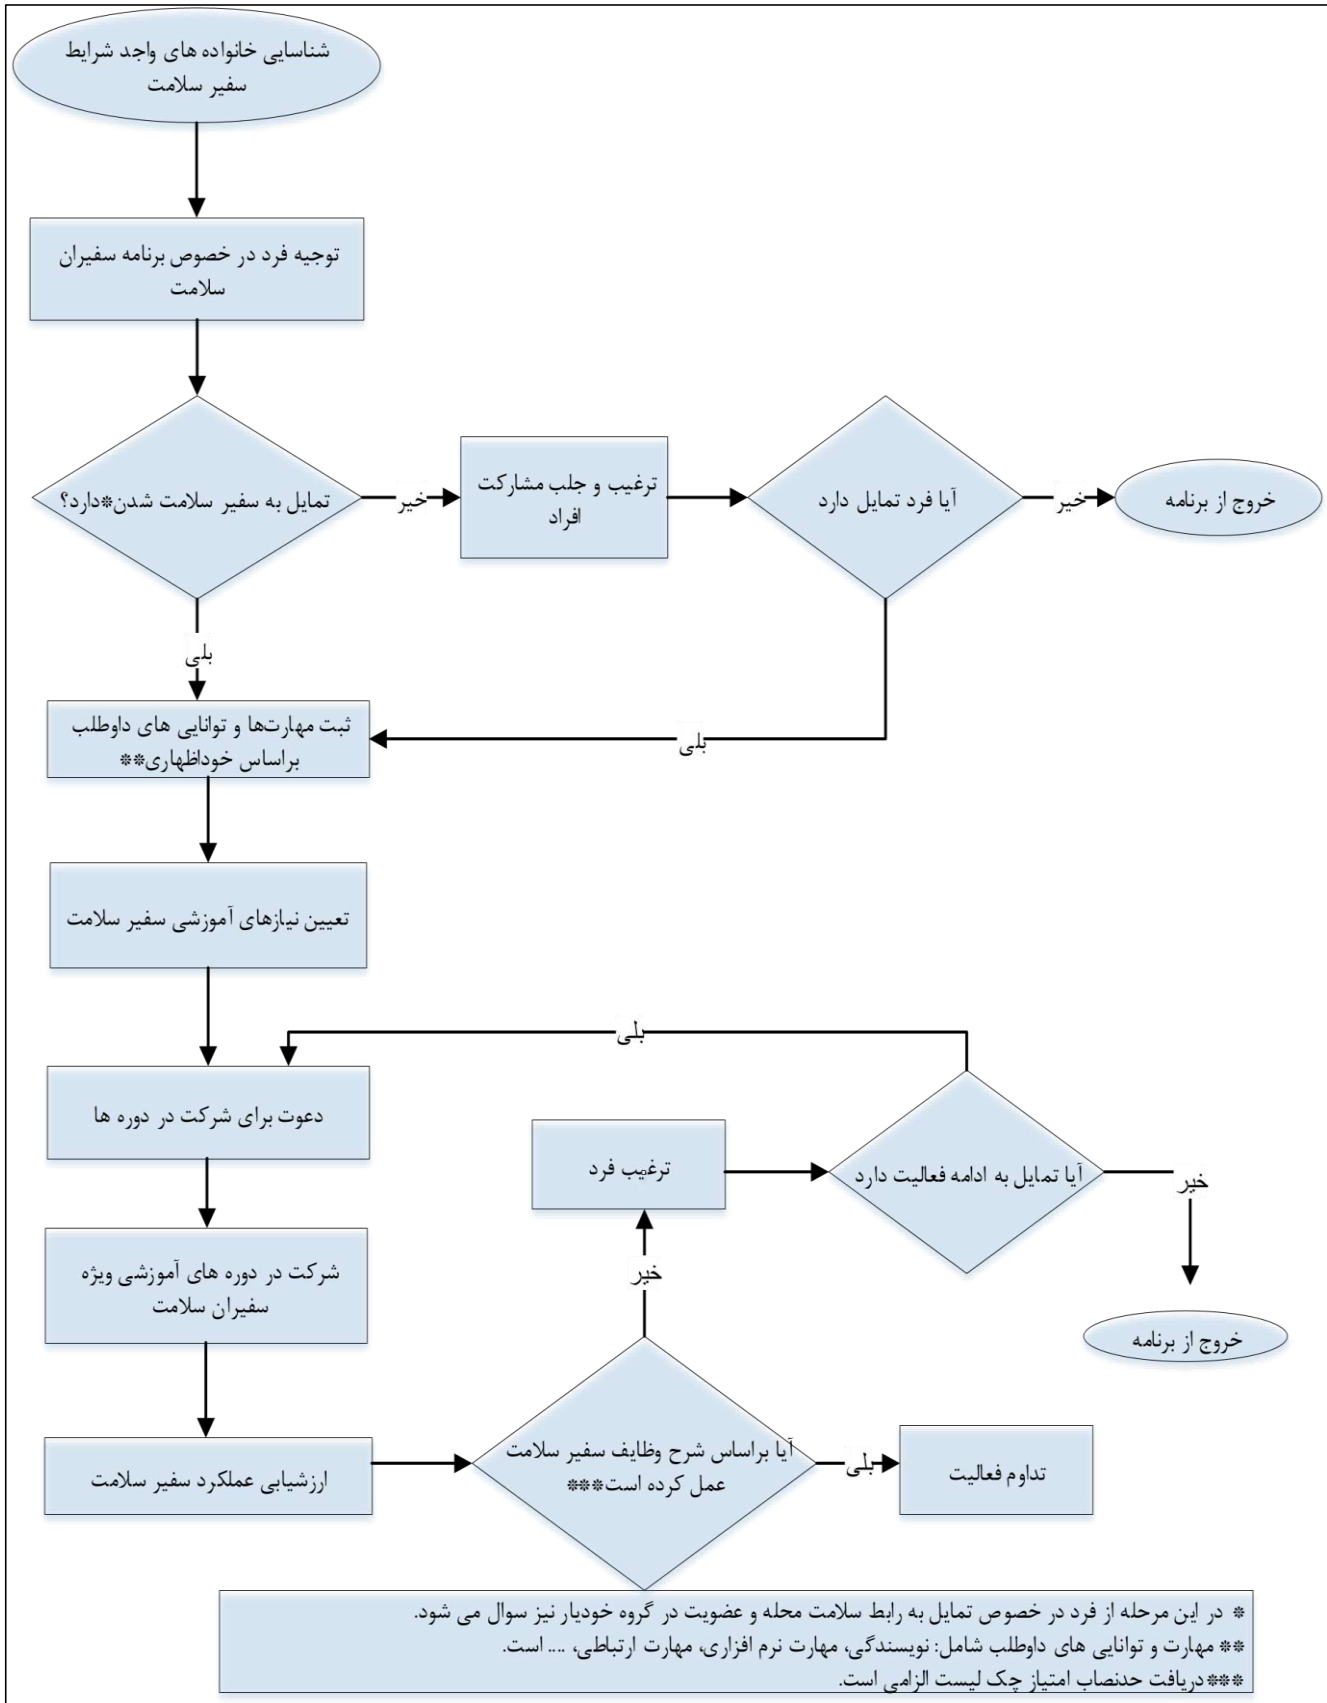 شناسایی خانواده های واجد شرایط
سفیر سلامت
توجیه فرد در خصوص برنامه سفیران
سلامت
تمایل به سفیر سلامت شدن*دارد؟
خیر
ترغیب و جلب مشارکت
افراد
آیا فرد تمایل دارد
خیر
خروج از برنامه
بلی
بلی
ثبت مهارت‌ها و توانایی های داوطلب
براساس خوداظهاری**
تعیین نیازهای آموزشی سفیر سلامت
بلی
دعوت برای شرکت در دوره ها
ترغیب فرد
آیا تمایل به ادامه فعالیت دارد
خیر
خیر
شرکت در دوره های آموزشی ویژه
سفیران سلامت
خروج از برنامه
ارزشیابی عملکرد سفیر سلامت
آیا براساس شرح وظایف سفیر سلامت
عمل کرده است***
بلی
تداوم فعالیت
* در این مرحله از فرد در خصوص تمایل به رابط سلامت محله و عضویت در گروه خودیار نیز سوال می شود.
** مهارت و توانایی های داوطلب شامل: نویسندگی، مهارت نرم افزاری، مهارت ارتباطی، .... است.
***دریافت حدنصاب امتیاز چک لیست الزامی است.